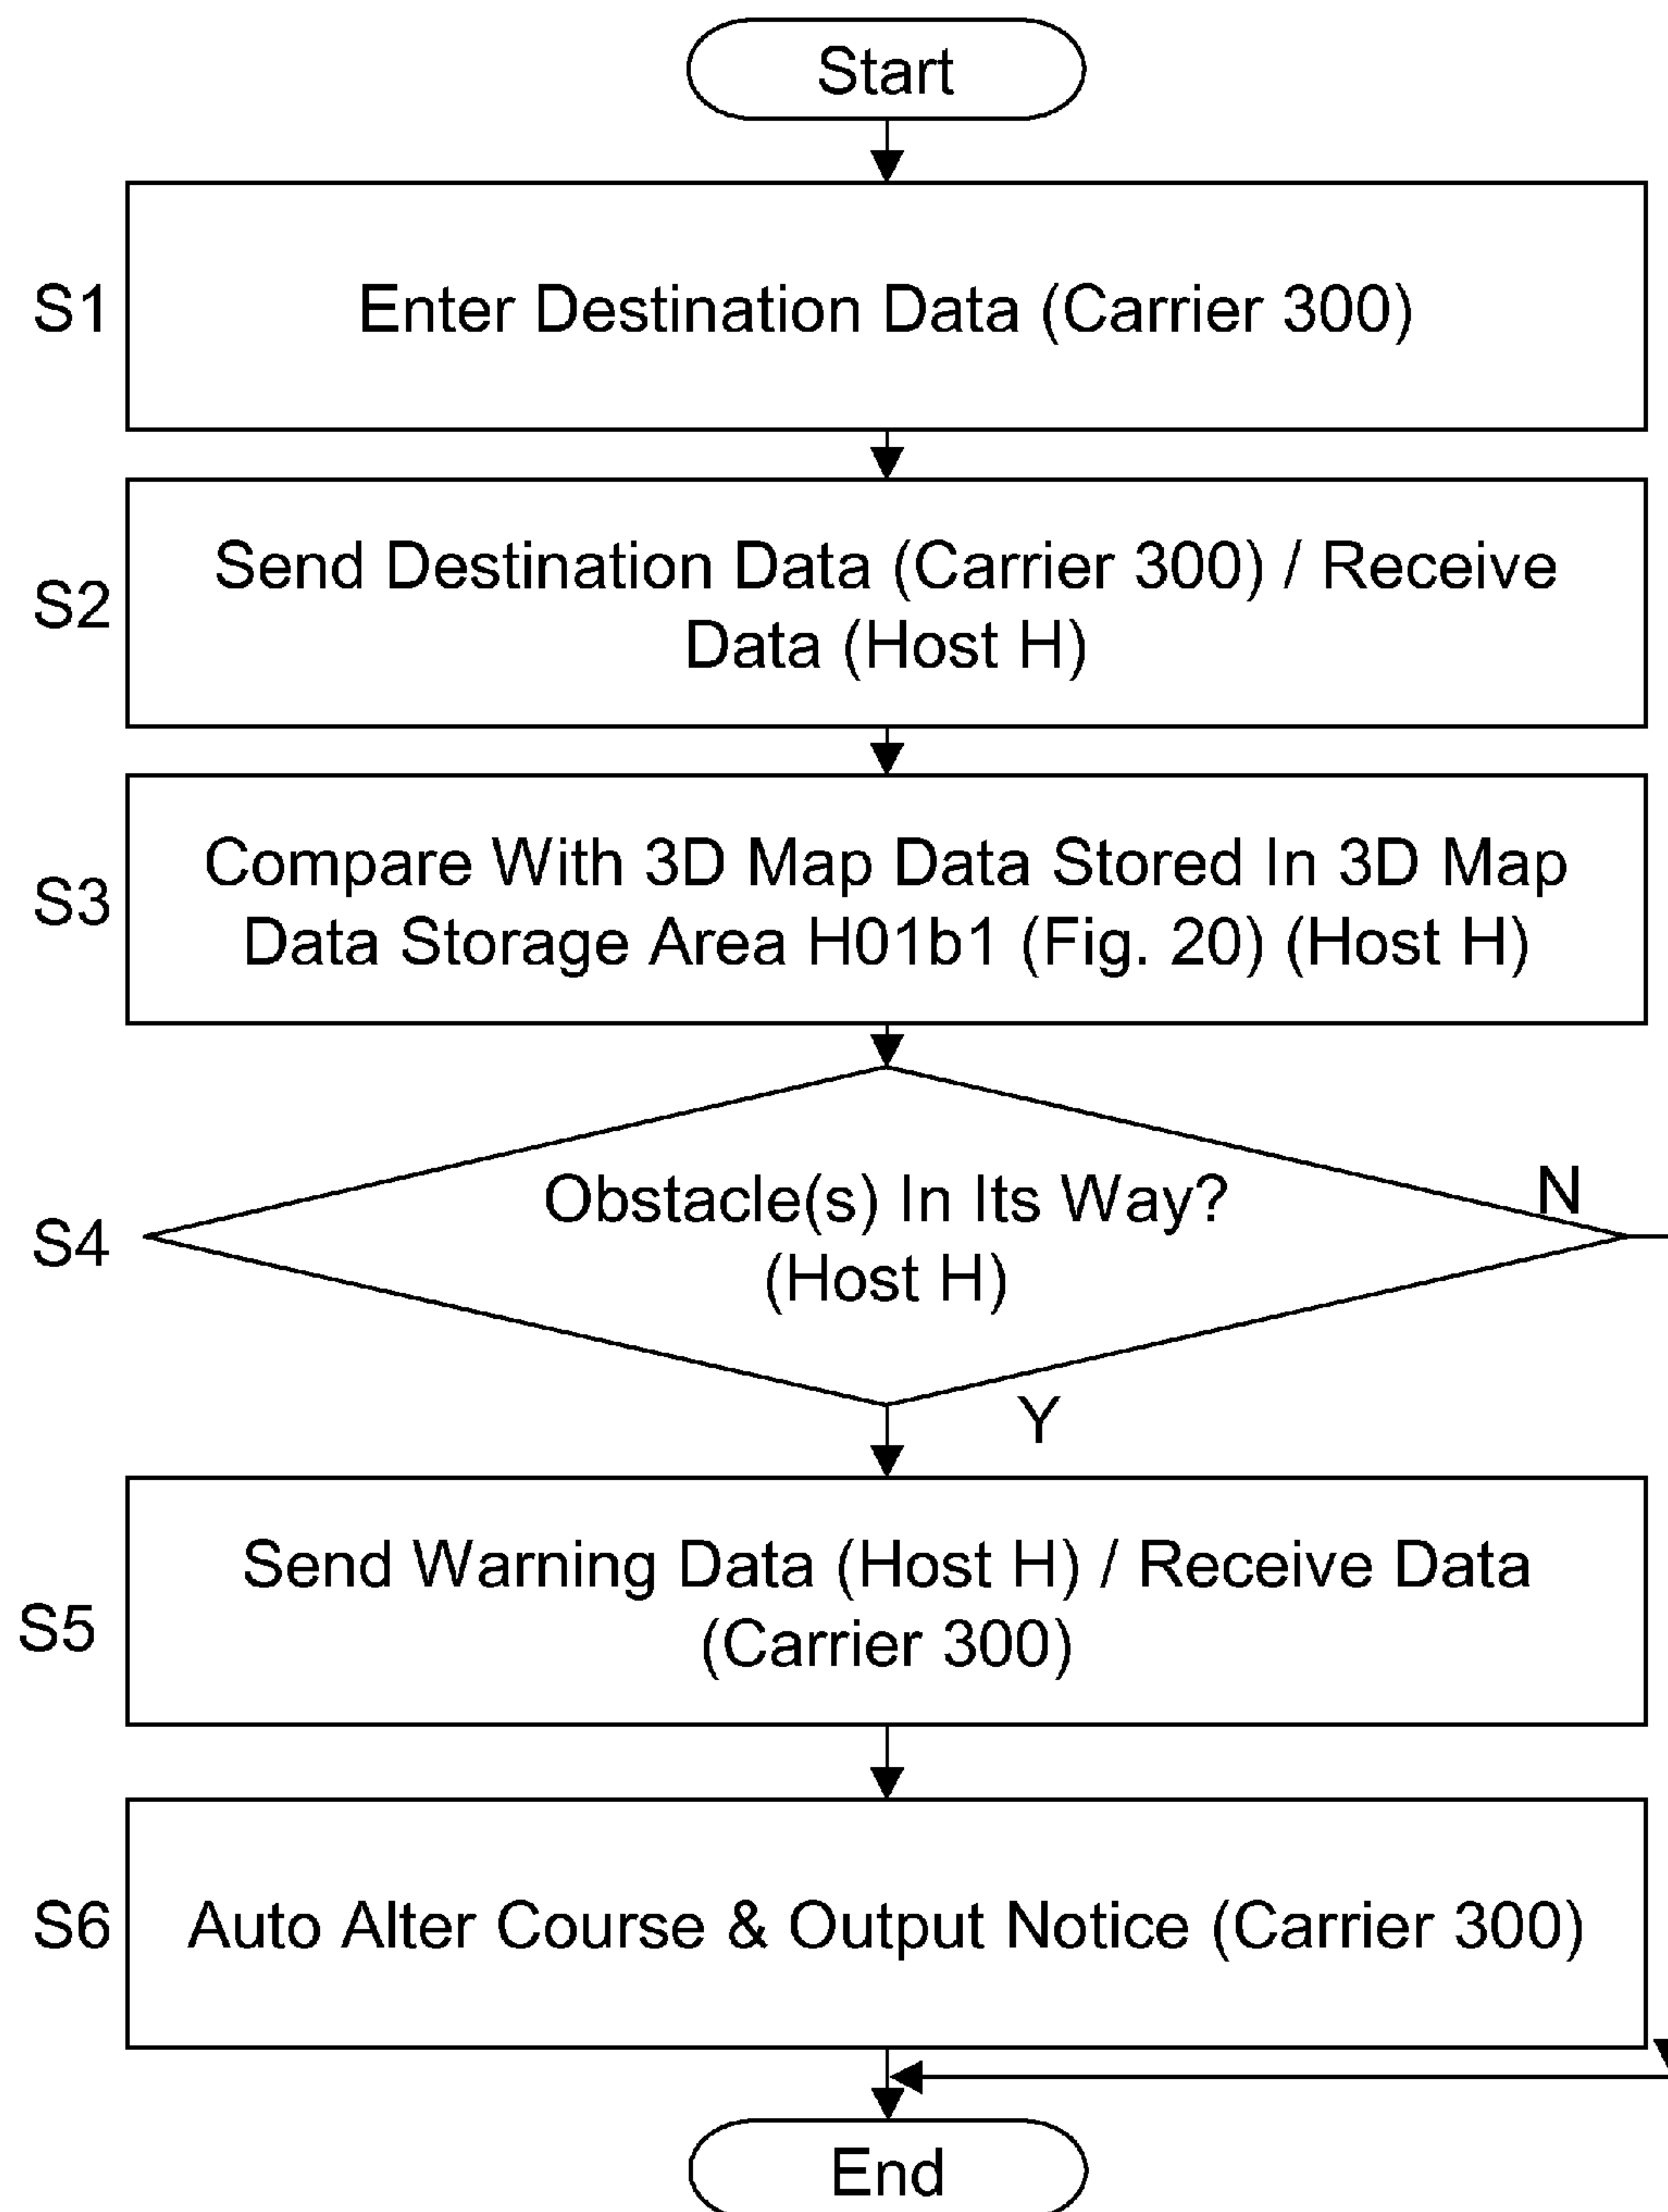 Start
S1
Enter Destination Data (Carrier 300)
S2
Send Destination Data (Carrier 300) / Receive
Data (Host H)
S3
Compare With 3D Map Data Stored In 3D Map
Data Storage Area H01b1 (Fig. 20) (Host H)
S4
Obstacle(s) In Its Way?
(Host H)
N
Y
S5
Send Warning Data (Host H) / Receive Data
(Carrier 300)
S6
Auto Alter Course & Output Notice (Carrier 300)
End